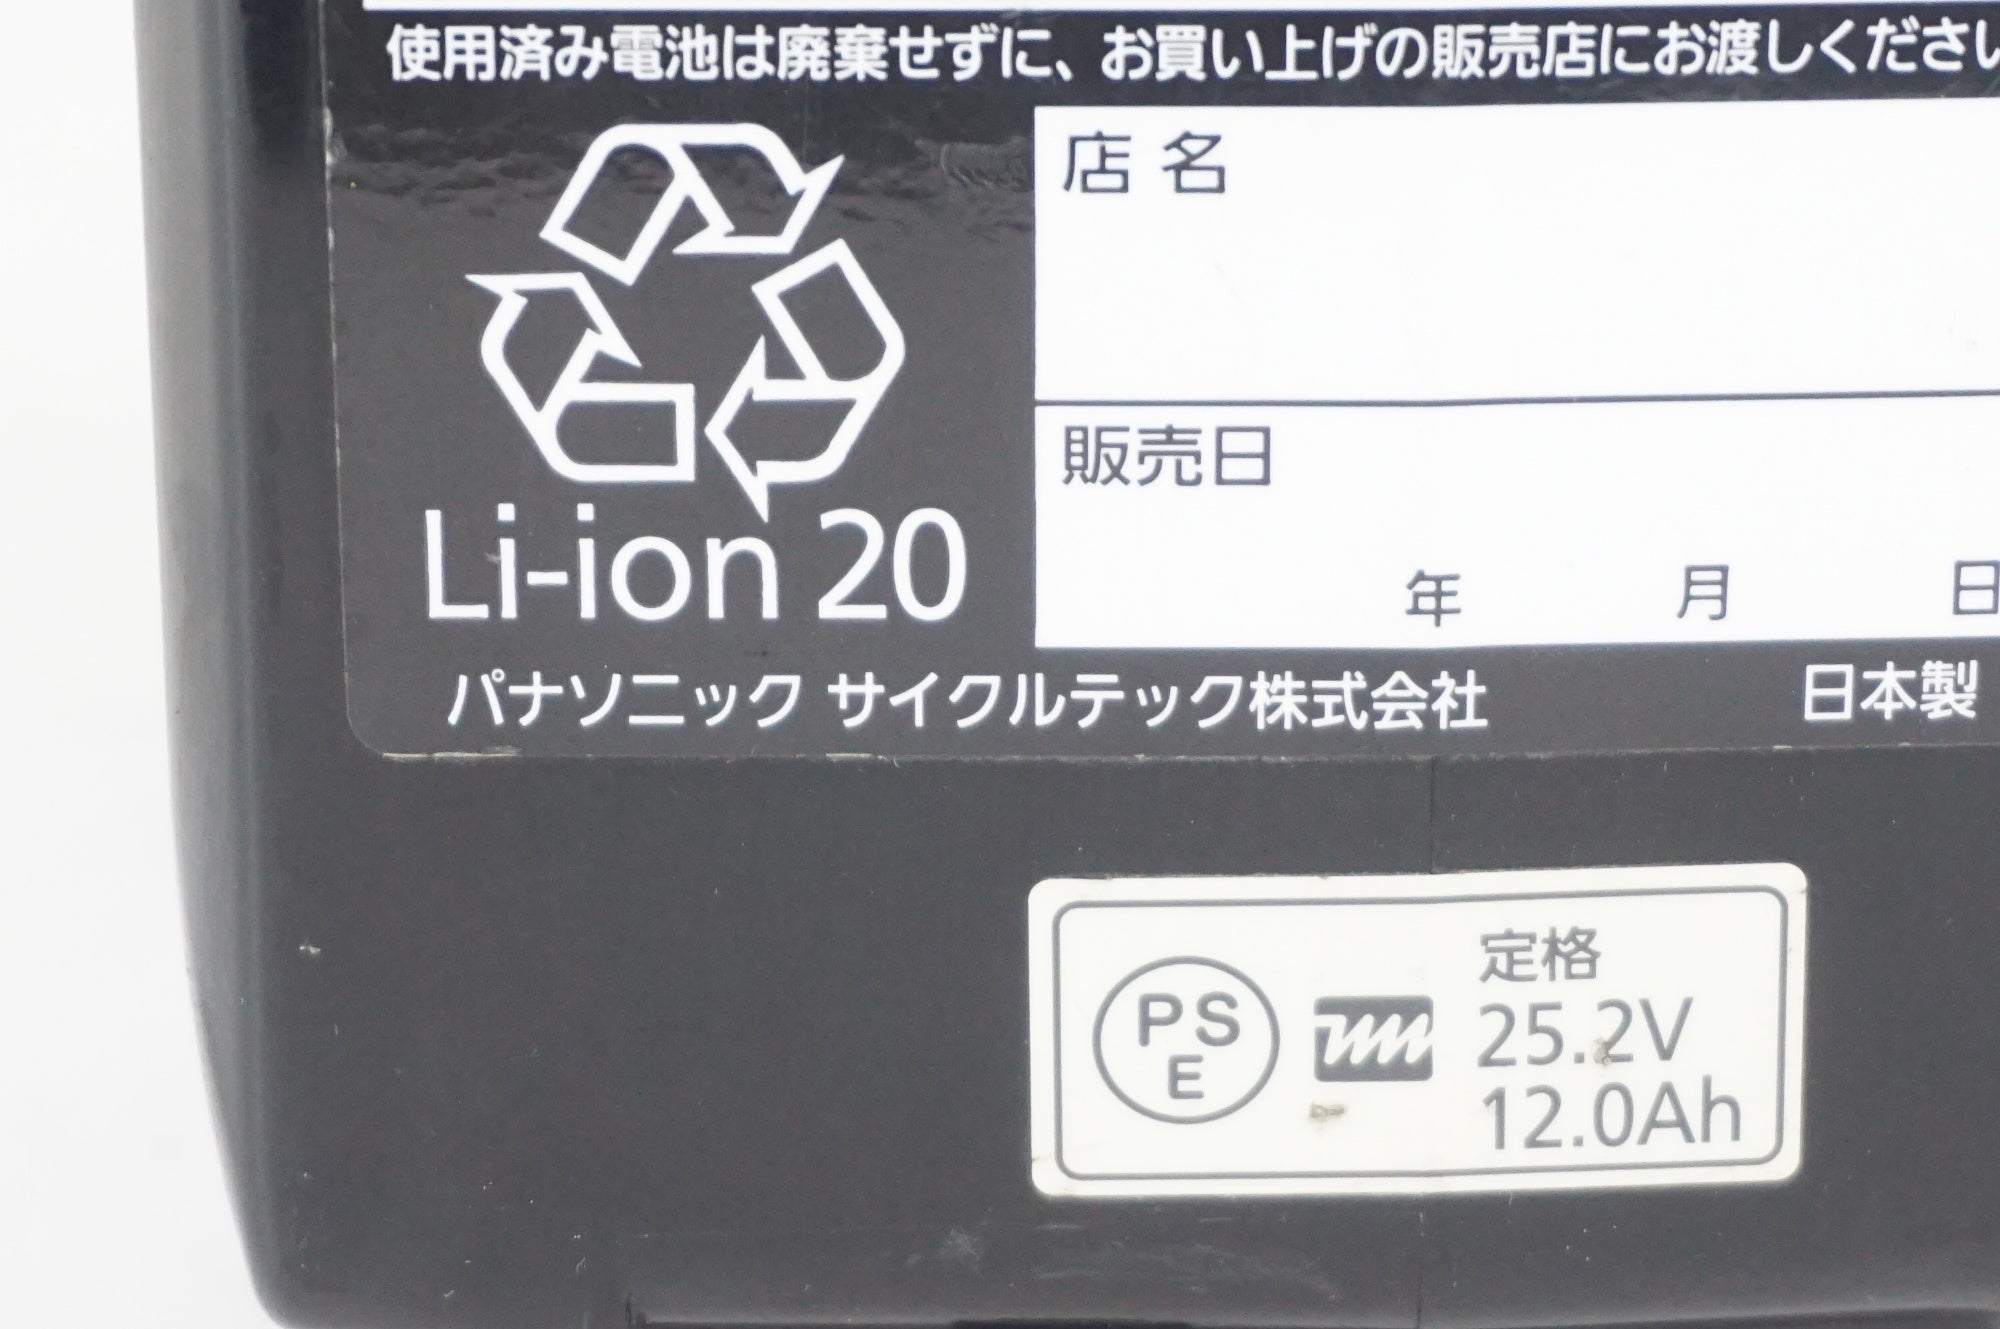 使用済み電池は廃棄せずに、お買い上げの販売店にお渡しください
店名
販売日
年 月 日
Li-ion 20
パナソニック サイクルテック株式会社 日本製
定格
PS E
25.2V
12.0Ah